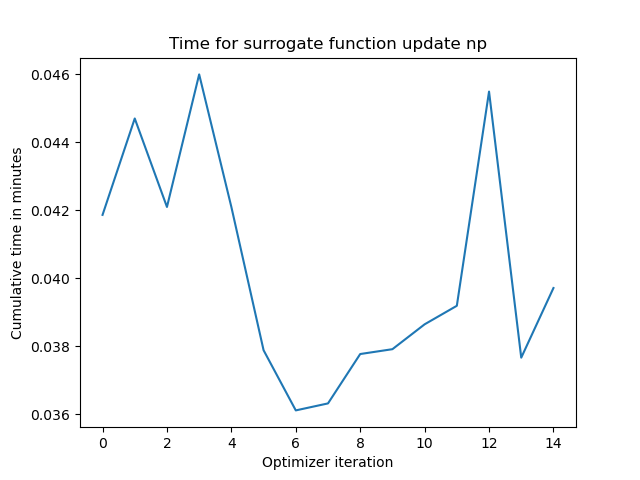 Time for surrogate function update np
Cumulative time in minutes
0.046
0.044
0.042
0.040
0.038
0.036
0 2 4 6 8 10 12 14
Optimizer iteration